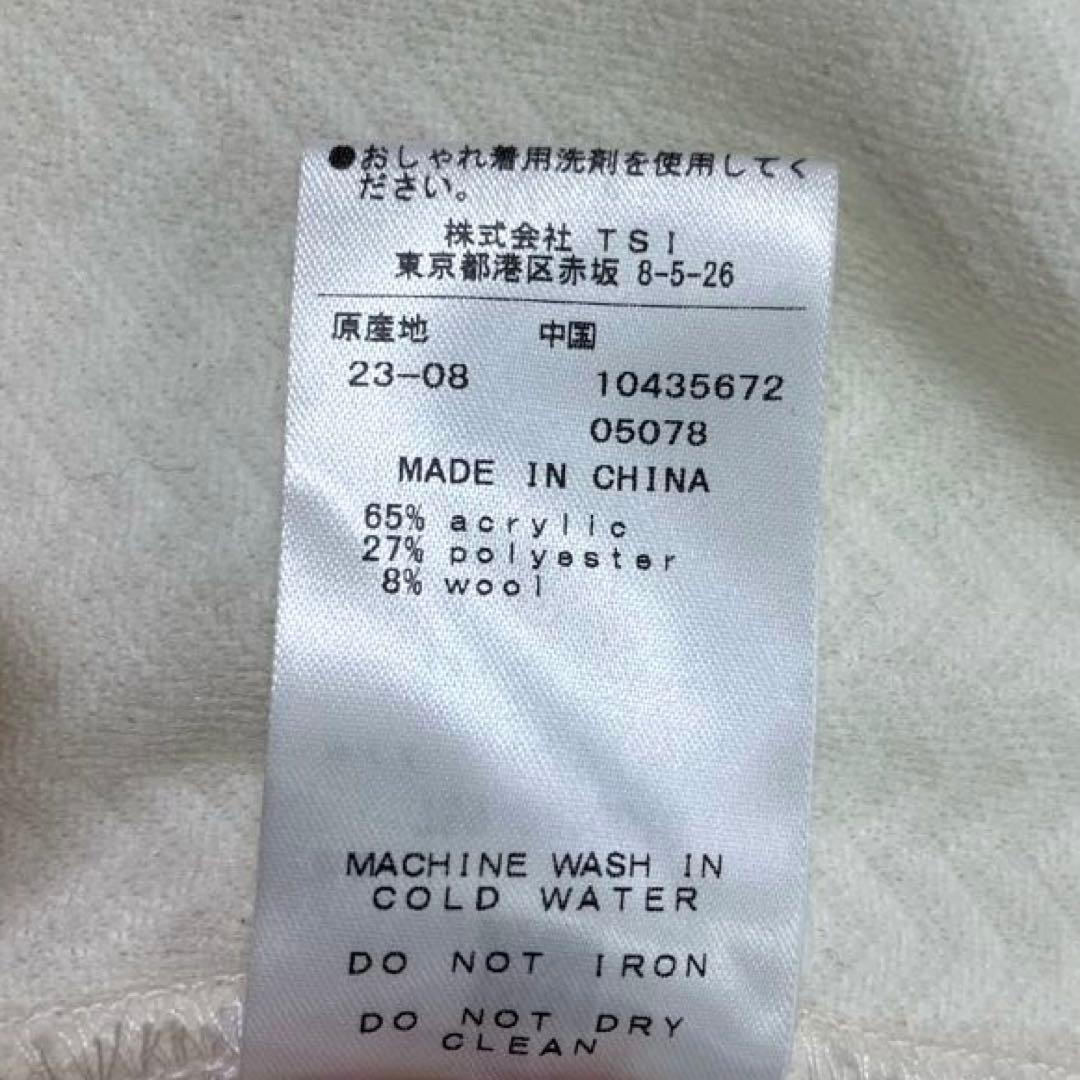 ●おしゃれ着用洗剤を使用してく
ださい。
株式会社 TSI
東京都港区赤坂 8-5-26
原産地 中国
23-08 10435672
05078
MADE IN CHINA
65% acrylic
27% polyester
8% wool
MACHINE WASH IN
COLD WATER
DO NOT IRON
DO NOT DRY
CLEAN